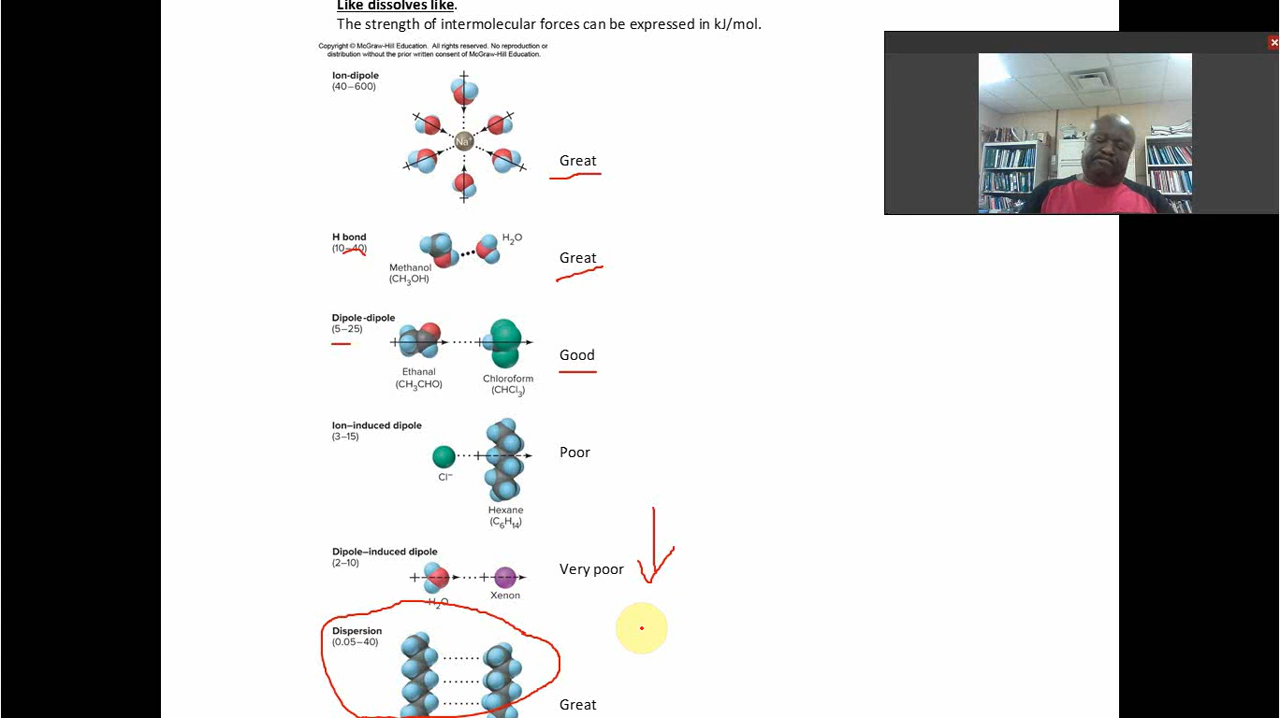 Like dissolves like.
The strength of intermolecular forces can be expressed in kJ/mol.
Copyright © McGraw-Hill Education. All rights reserved. No reproduction or
distribution without the prior written consent of McGraw-Hill Education.
Ion-dipole
(40–600)
Na+
Great
H bond
(10–40)
H2O
Methanol
(CH3OH)
Great
Dipole-dipole
(5–25)
Ethanal
(CH3CHO)
Chloroform
(CHCl3)
Good
Ion–induced dipole
(3–15)
Cl−
Hexane
(C6H14)
Poor
Dipole–induced dipole
(2–10)
H2O
Xenon
Very poor
Dispersion
(0.05–40)
Great